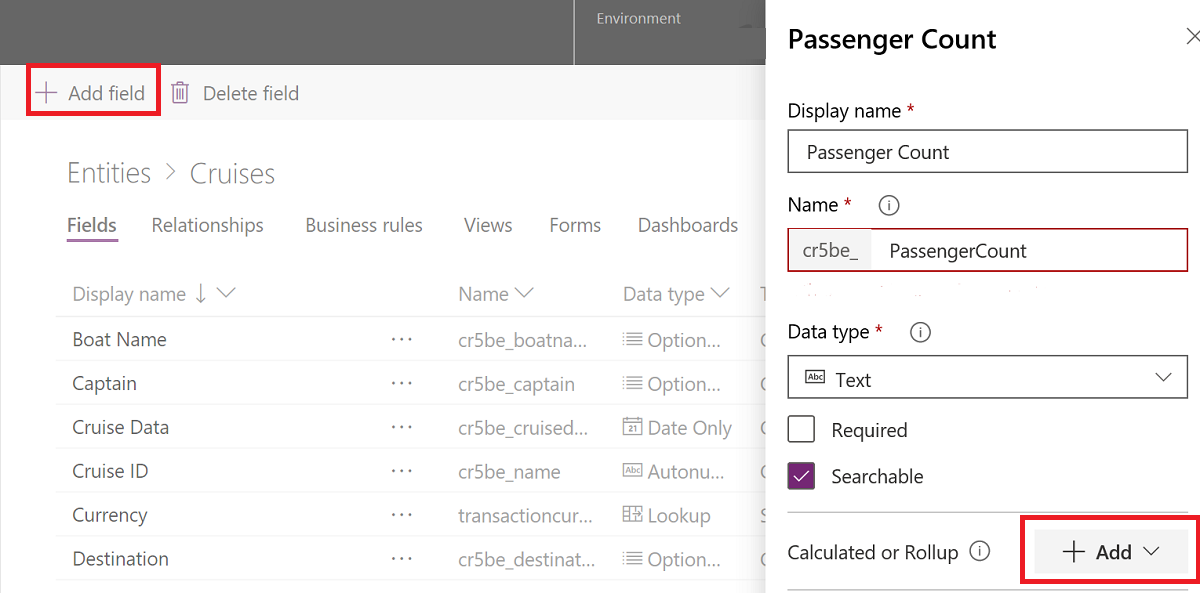 Environment
Add field
Delete field
Entities > Cruises
Fields Relationships Business rules Views Forms Dashboards
Display name Name Data type
Boat Name ... cr5be_boatna... Option...
Captain ... cr5be_captain Option...
Cruise Data ... cr5be_cruised... 21 Date Only
Cruise ID ... cr5be_name Abc Autonu...
Currency ... transactioncur... Lookup
Destination ... cr5be_destinat... Option...
Passenger Count
Display name *
Passenger Count
Name *
cr5be_ PassengerCount
Data type *
Abc Text
Required
Searchable
Calculated or Rollup
+ Add